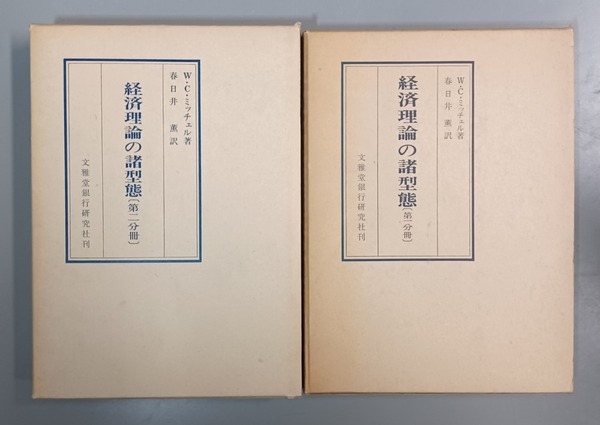 W・C・ミッチェル著
春日井薫訳
経済理論の諸型態〔第二分冊〕
文雅堂銀行研究社刊
W・C・ミッチェル著
春日井薫訳
経済理論の諸型態〔第一分冊〕
文雅堂銀行研究社刊